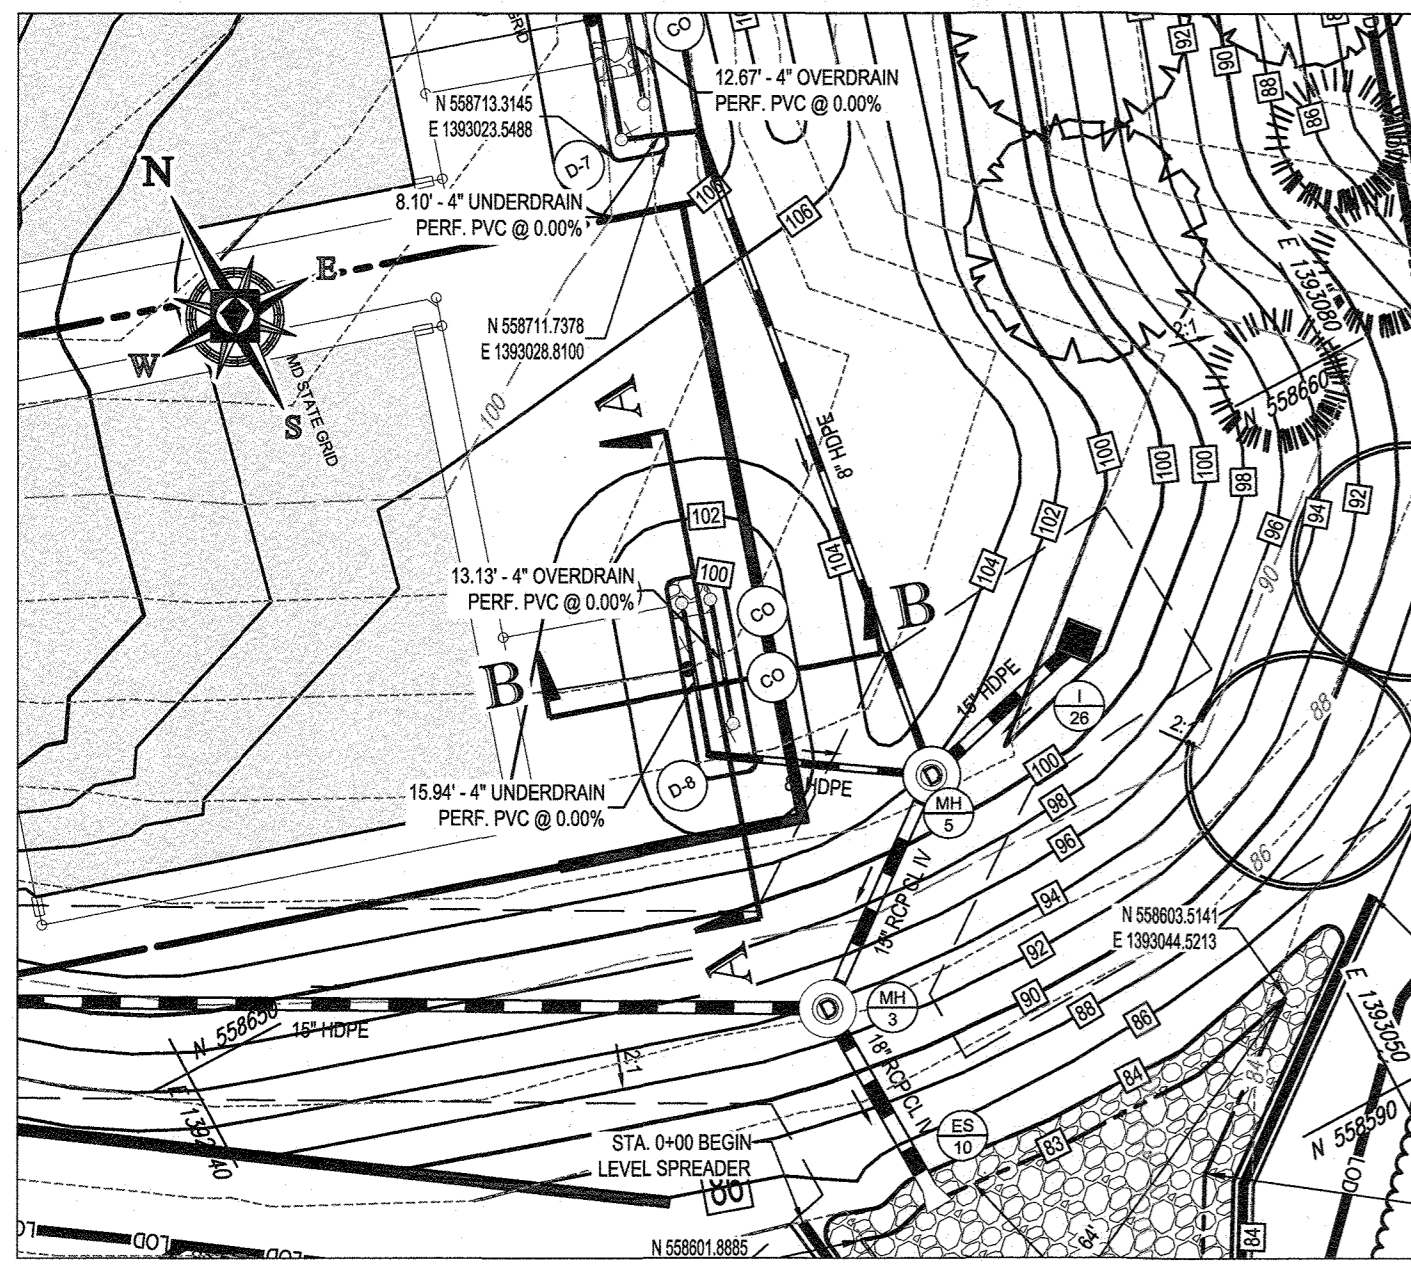 GRID
CO
12.67' - 4" OVERDRAIN
PERF. PVC @ 0.00%
92
90
88
86
N 558713.3145
E 1393023.5488
D-7
8.10' - 4" UNDERDRAIN
PERF. PVC @ 0.00%
106
106
N
E
W
S
MD STATE GRID
N 558711.7378
E 1393028.8100
E 1393080
N 558660
2:1
100
A
8" HDPE
100
100
100
98
96
94
92
102
102
104
104
90
13.13' - 4" OVERDRAIN
PERF. PVC @ 0.00%
100
CO
B
B
CO
15" HDPE
I
26
88
15.94' - 4" UNDERDRAIN
PERF. PVC @ 0.00%
D-8
HDPE
D
MH
5
100
98
96
86
15" RCP CL IV
94
N 558603.5141
E 1393044.5213
A
92
90
88
86
D
MH
3
E 1393050
N 558650
15" HDPE
2:1
18" RCP CL IV
84
84
N 558590
ES
10
83
STA. 0+00 BEGIN
LEVEL SPREADER
LOD
LOD
LOD
N 558601.8885
64'
84